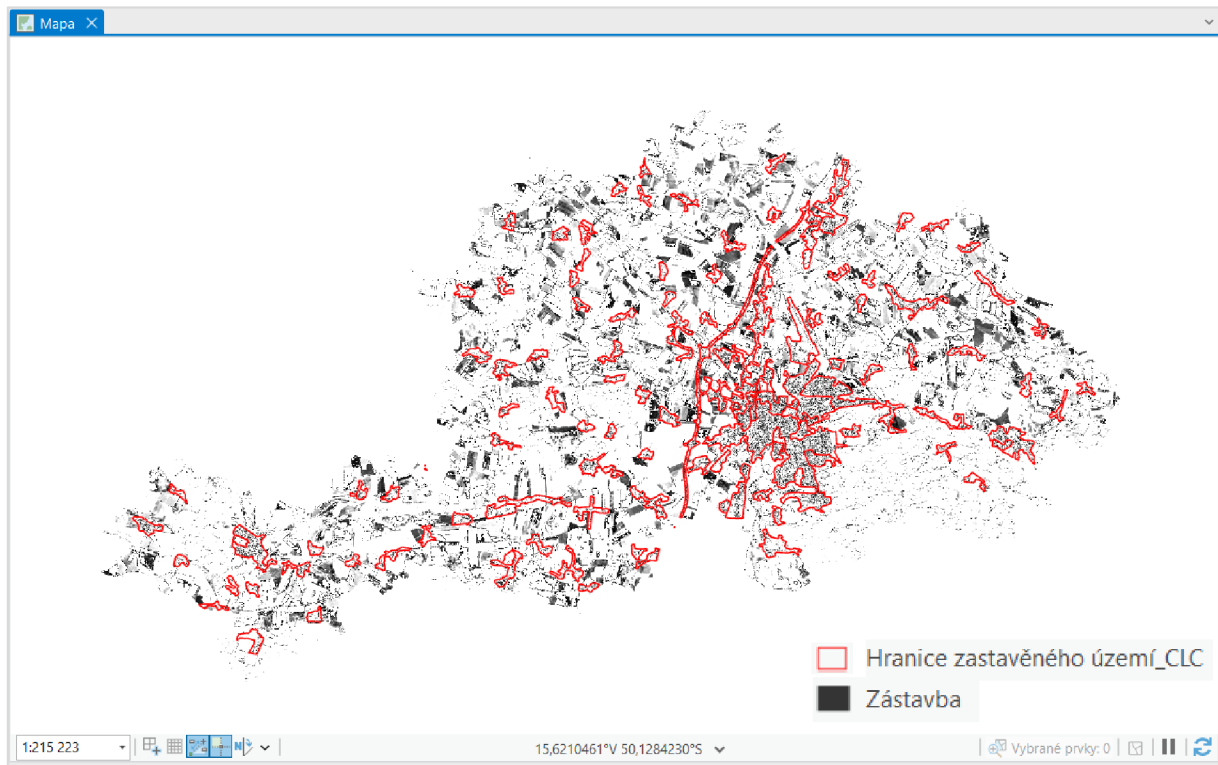 Mapa
Hranice zastavěného území_CLC
Zástavba
1:215 223
15,6210461°V 50,1284230°S
Vybrané prvky: 0